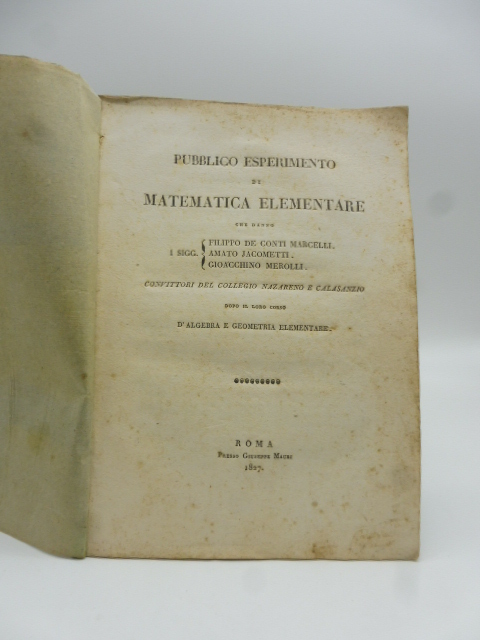 PUBBLICO ESPERIMENTO
DI
MATEMATICA ELEMENTARE
CHE DANNO
I SIGG. { FILIPPO DE CONTI MARCELLI.
AMATO JACOMETTI.
GIOACCHINO MEROLLI.
CONVITTORI DEL COLLEGIO NAZARENO E CALASANZIO
DOPO IL LORO CORSO
D'ALGEBRA E GEOMETRIA ELEMENTARE.
ROMA
PRESSO GIUSEPPE MAURI
1827.